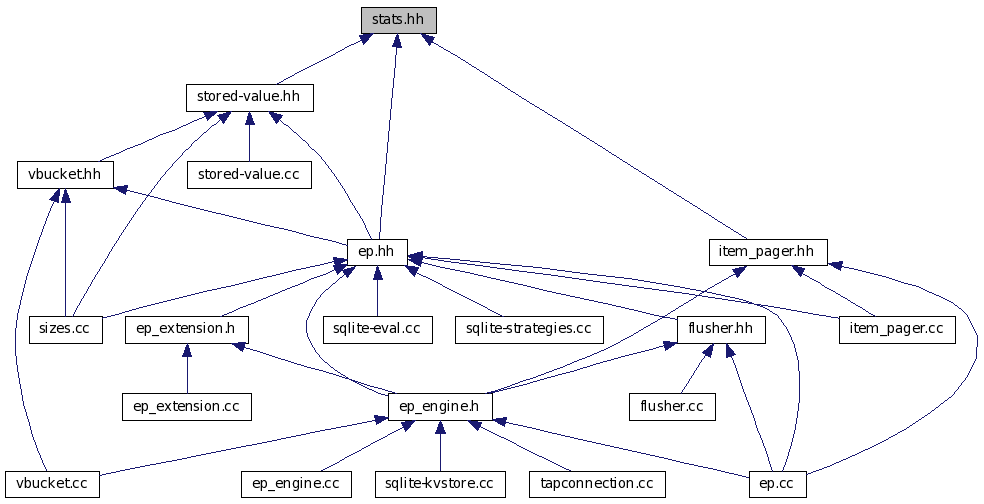 stats.hh
stored-value.hh
vbucket.hh
stored-value.cc
ep.hh
item_pager.hh
sizes.cc
ep_extension.h
sqlite-eval.cc
sqlite-strategies.cc
flusher.hh
item_pager.cc
ep_extension.cc
ep_engine.h
flusher.cc
vbucket.cc
ep_engine.cc
sqlite-kvstore.cc
tapconnection.cc
ep.cc